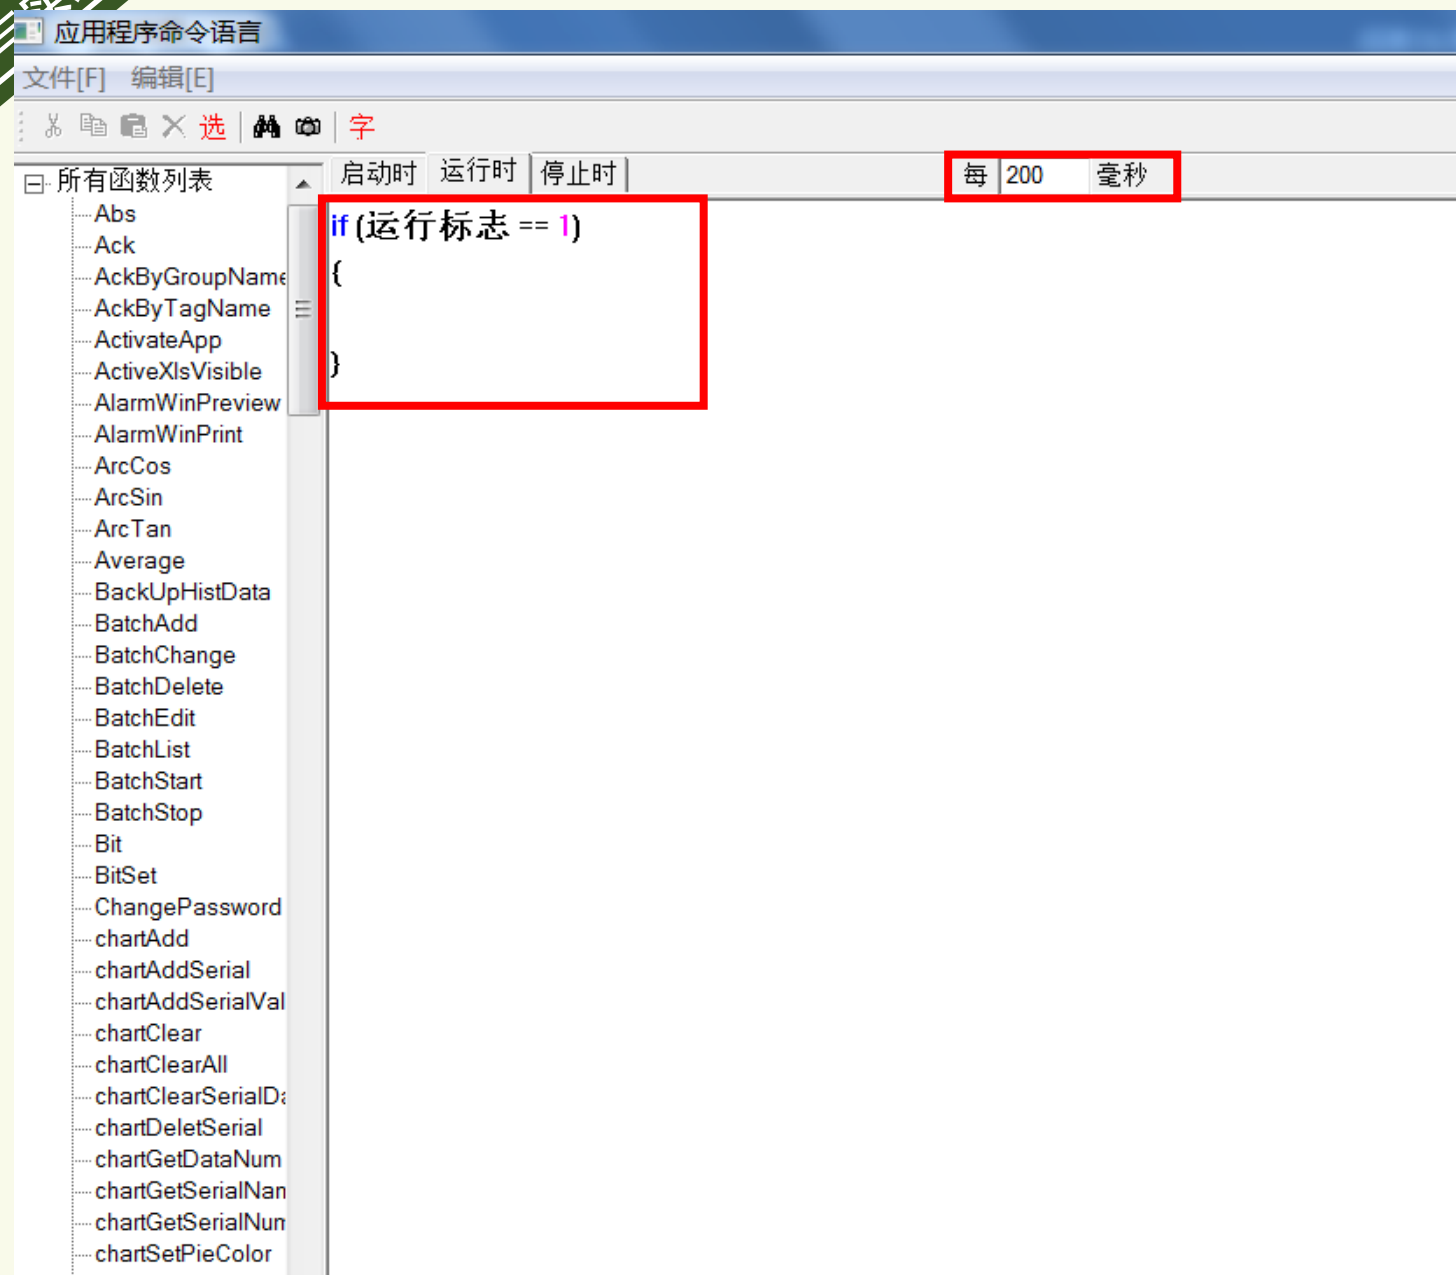 应用程序命令语言
文件[F] 编辑[E]
选 字
所有函数列表
Abs
Ack
AckByGroupName
AckByTagName
ActivateApp
ActiveXlsVisible
AlarmWinPreview
AlarmWinPrint
ArcCos
ArcSin
ArcTan
Average
BackUpHistData
BatchAdd
BatchChange
BatchDelete
BatchEdit
BatchList
BatchStart
BatchStop
Bit
BitSet
ChangePassword
chartAdd
chartAddSerial
chartAddSerialVal
chartClear
chartClearAll
chartClearSerialDa
chartDeletSerial
chartGetDataNum
chartGetSerialNam
chartGetSerialNum
chartSetPieColor
启动时 运行时 停止时 每 200 毫秒
if (运行标志 == 1)
{
}